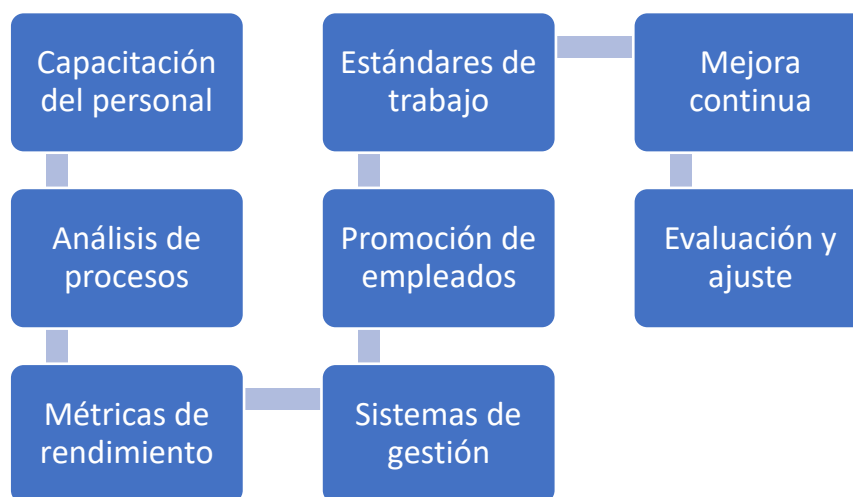 Capacitación
del personal
Análisis de
procesos
Métricas de
rendimiento
Sistemas de
gestión
Promoción de
empleados
Estándares de
trabajo
Mejora
continua
Evaluación y
ajuste